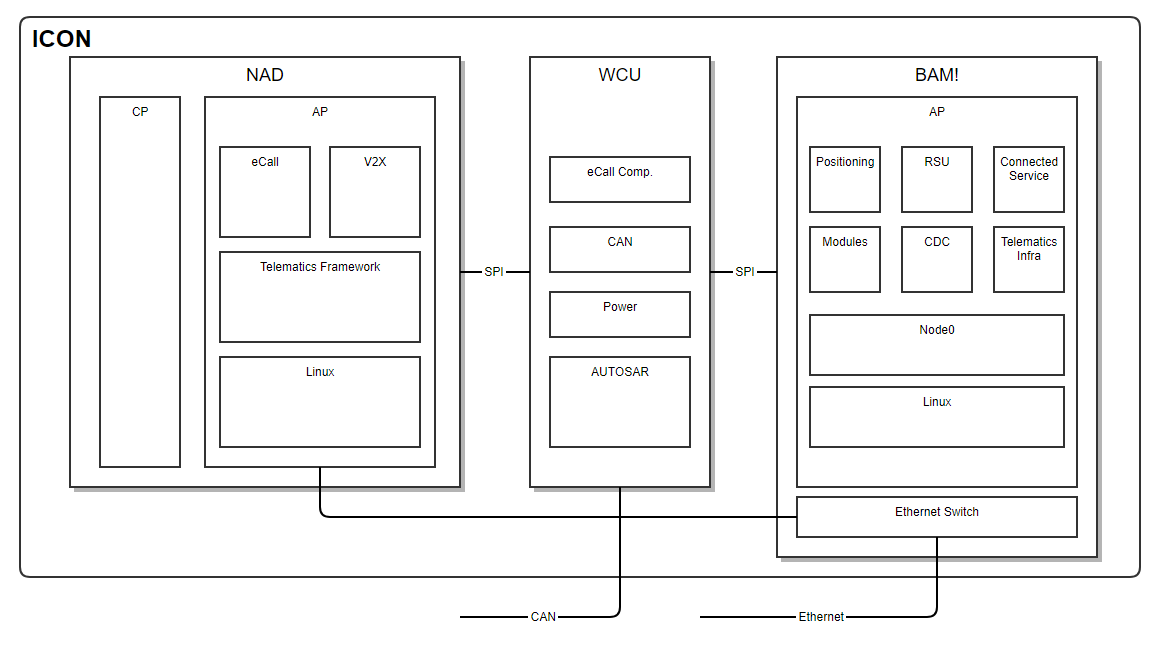 ICON
NAD
CP
AP
eCall
V2X
Telematics Framework
Linux
SPI
WCU
eCall Comp.
CAN
Power
AUTOSAR
SPI
BAM!
AP
Positioning
RSU
Connected
Service
Modules
CDC
Telematics
Infra
Node0
Linux
Ethernet Switch
CAN
Ethernet